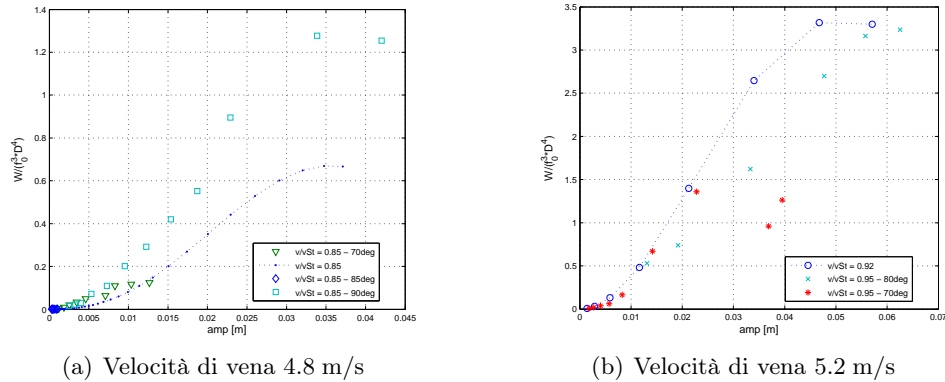 1.4
1.2
1
0.8
0.6
0.4
0.2
0
W/(f₀³*D⁴)
0 0.005 0.01 0.015 0.02 0.025 0.03 0.035 0.04 0.045
amp [m]
v/vSt = 0.85 − 70deg
v/vSt = 0.85
v/vSt = 0.85 − 85deg
v/vSt = 0.85 − 90deg
(a) Velocità di vena 4.8 m/s
3.5
3
2.5
2
1.5
1
0.5
0
W/(f₀³*D⁴)
0 0.01 0.02 0.03 0.04 0.05 0.06 0.07
amp [m]
v/vSt = 0.92
v/vSt = 0.95 − 80deg
v/vSt = 0.95 − 70deg
(b) Velocità di vena 5.2 m/s